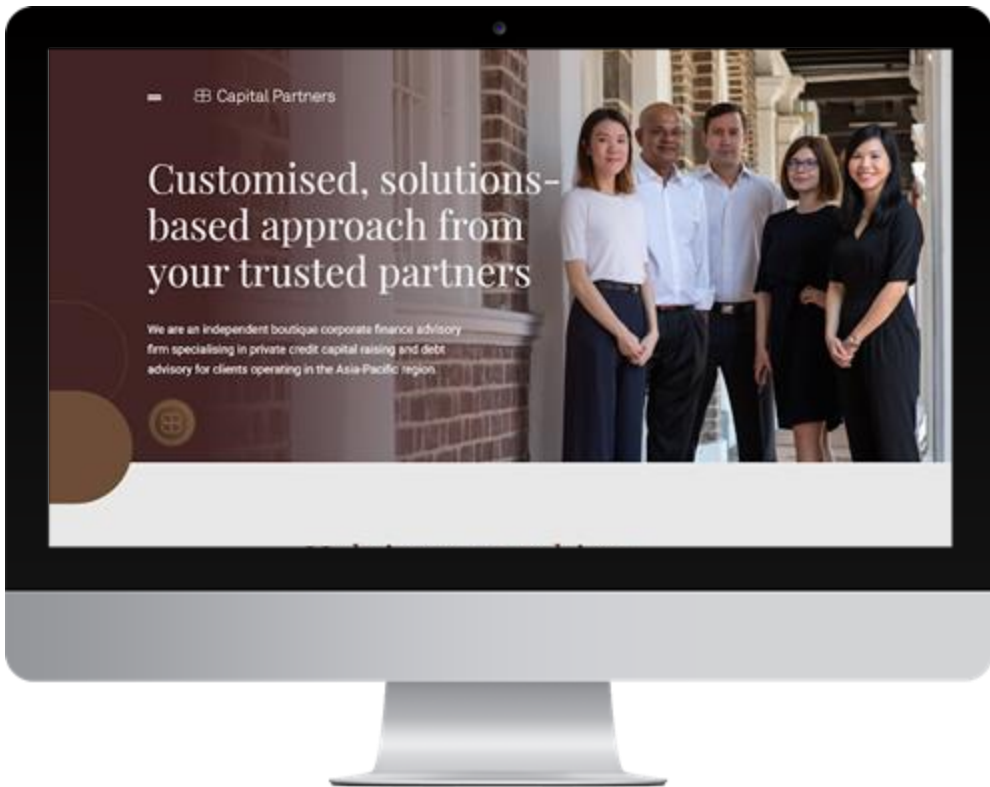 Capital Partners
Customised, solutions-
based approach from
your trusted partners
We are an independent boutique corporate finance advisory
firm specialising in private credit capital raising and debt
advisory for clients operating in the Asia-Pacific region